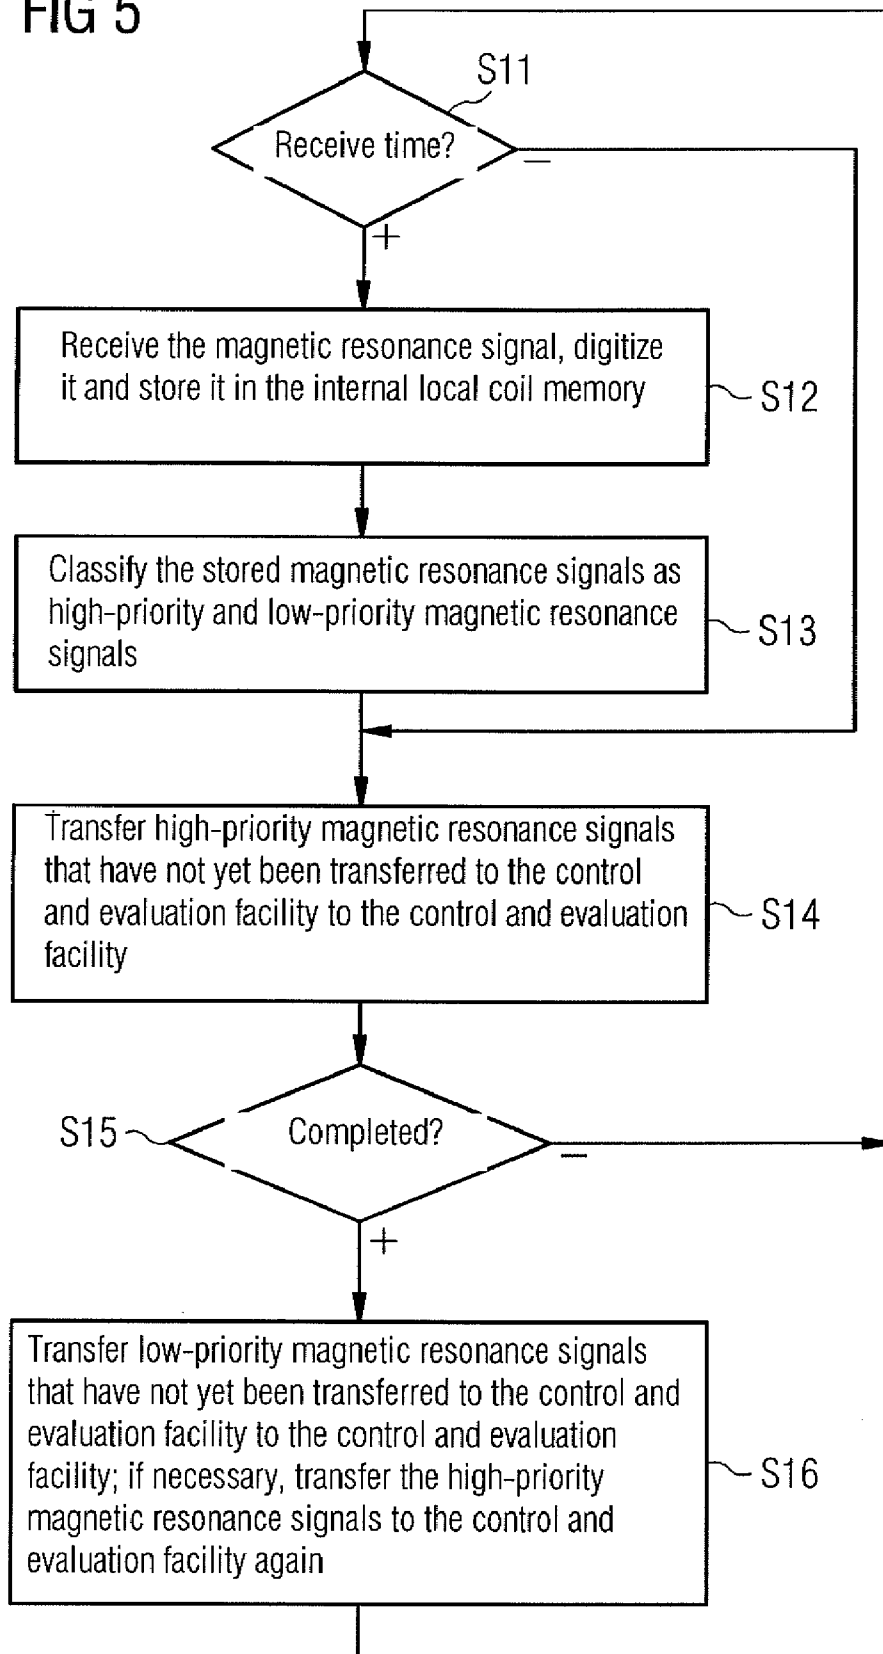 FIG 5
S11
Receive time?
−
+
Receive the magnetic resonance signal, digitize
it and store it in the internal local coil memory
S12
Classify the stored magnetic resonance signals as
high-priority and low-priority magnetic resonance
signals
S13
Transfer high-priority magnetic resonance signals
that have not yet been transferred to the control
and evaluation facility to the control and evaluation
facility
S14
S15
Completed?
−
+
Transfer low-priority magnetic resonance signals
that have not yet been transferred to the control and
evaluation facility to the control and evaluation
facility; if necessary, transfer the high-priority
magnetic resonance signals to the control and
evaluation facility again
S16